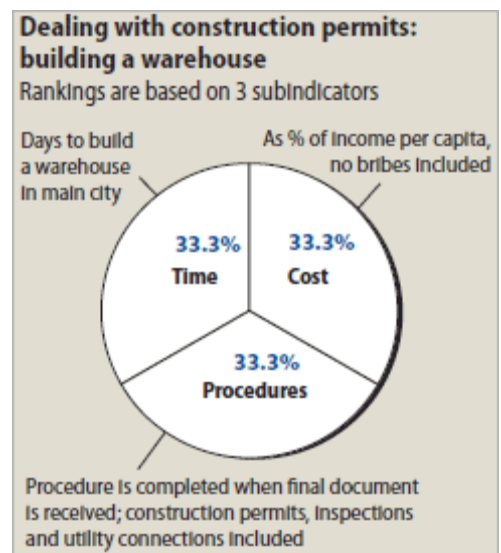 Dealing with construction permits:
building a warehouse
Rankings are based on 3 subindicators
Days to build
a warehouse
in main city
As % of income per capita,
no bribes included
33.3%
Time
33.3%
Cost
33.3%
Procedures
Procedure is completed when final document
is received; construction permits, inspections
and utility connections included